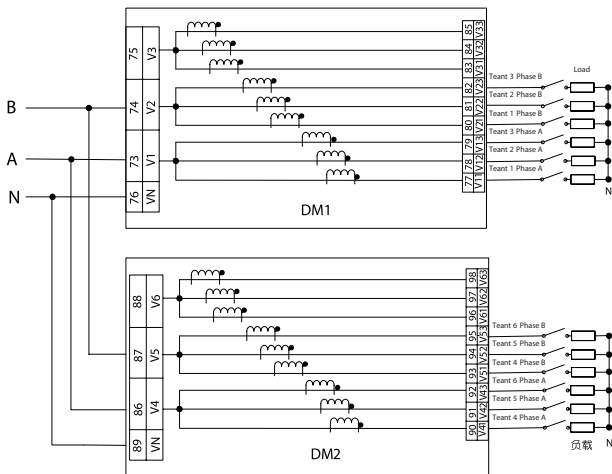 B
A
N
75 V3
74 V2
73 V1
76 VN
85 V33
84 V32
83 V31
82 V23
81 V22
80 V21
79 V13
78 V12
77 V11
Load
Teant 3 Phase B
Teant 2 Phase B
Teant 1 Phase B
Teant 3 Phase A
Teant 2 Phase A
Teant 1 Phase A
N
DM1
88 V6
87 V5
86 V4
89 VN
98 V63
97 V62
96 V61
95 V53
94 V52
93 V51
92 V43
91 V42
90 V41
Teant 6 Phase B
Teant 5 Phase B
Teant 4 Phase B
Teant 6 Phase A
Teant 5 Phase A
Teant 4 Phase A
负载
N
DM2